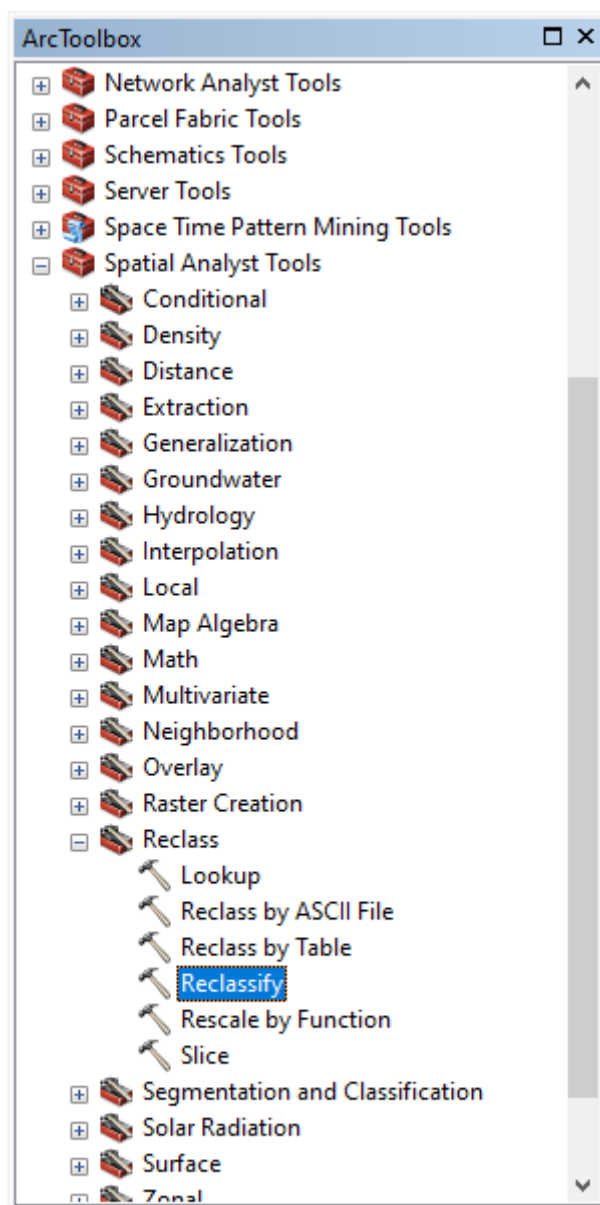 ArcToolbox
Network Analyst Tools
Parcel Fabric Tools
Schematics Tools
Server Tools
Space Time Pattern Mining Tools
Spatial Analyst Tools
Conditional
Density
Distance
Extraction
Generalization
Groundwater
Hydrology
Interpolation
Local
Map Algebra
Math
Multivariate
Neighborhood
Overlay
Raster Creation
Reclass
Lookup
Reclass by ASCII File
Reclass by Table
Reclassify
Rescale by Function
Slice
Segmentation and Classification
Solar Radiation
Surface
Zonal